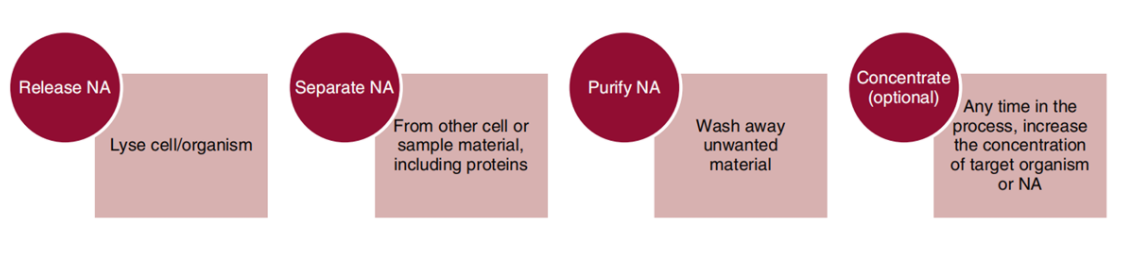 Release NA
Lyse cell/organism
Separate NA
From other cell or
sample material,
including proteins
Purify NA
Wash away
unwanted
material
Concentrate
(optional)
Any time in the
process, increase
the concentration
of target organism
or NA